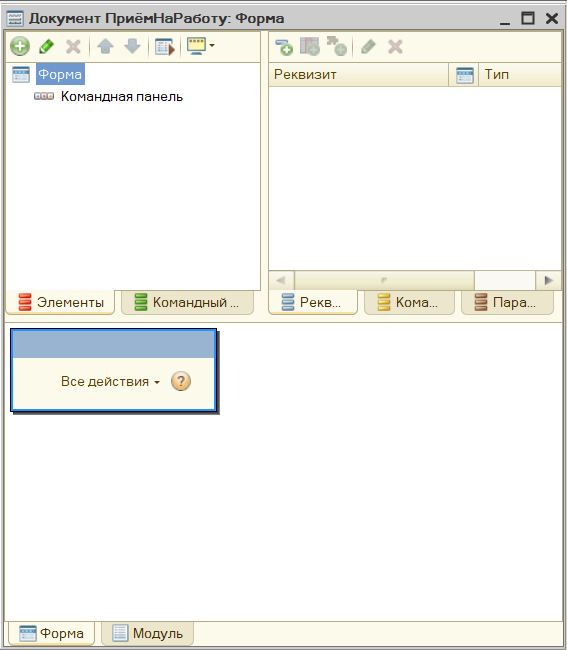 Документ ПриёмНаРаботу: Форма
Форма
Командная панель
Реквизит
Тип
Элементы
Командный ...
Рекв...
Кома...
Пара...
Все действия
?
Форма
Модуль